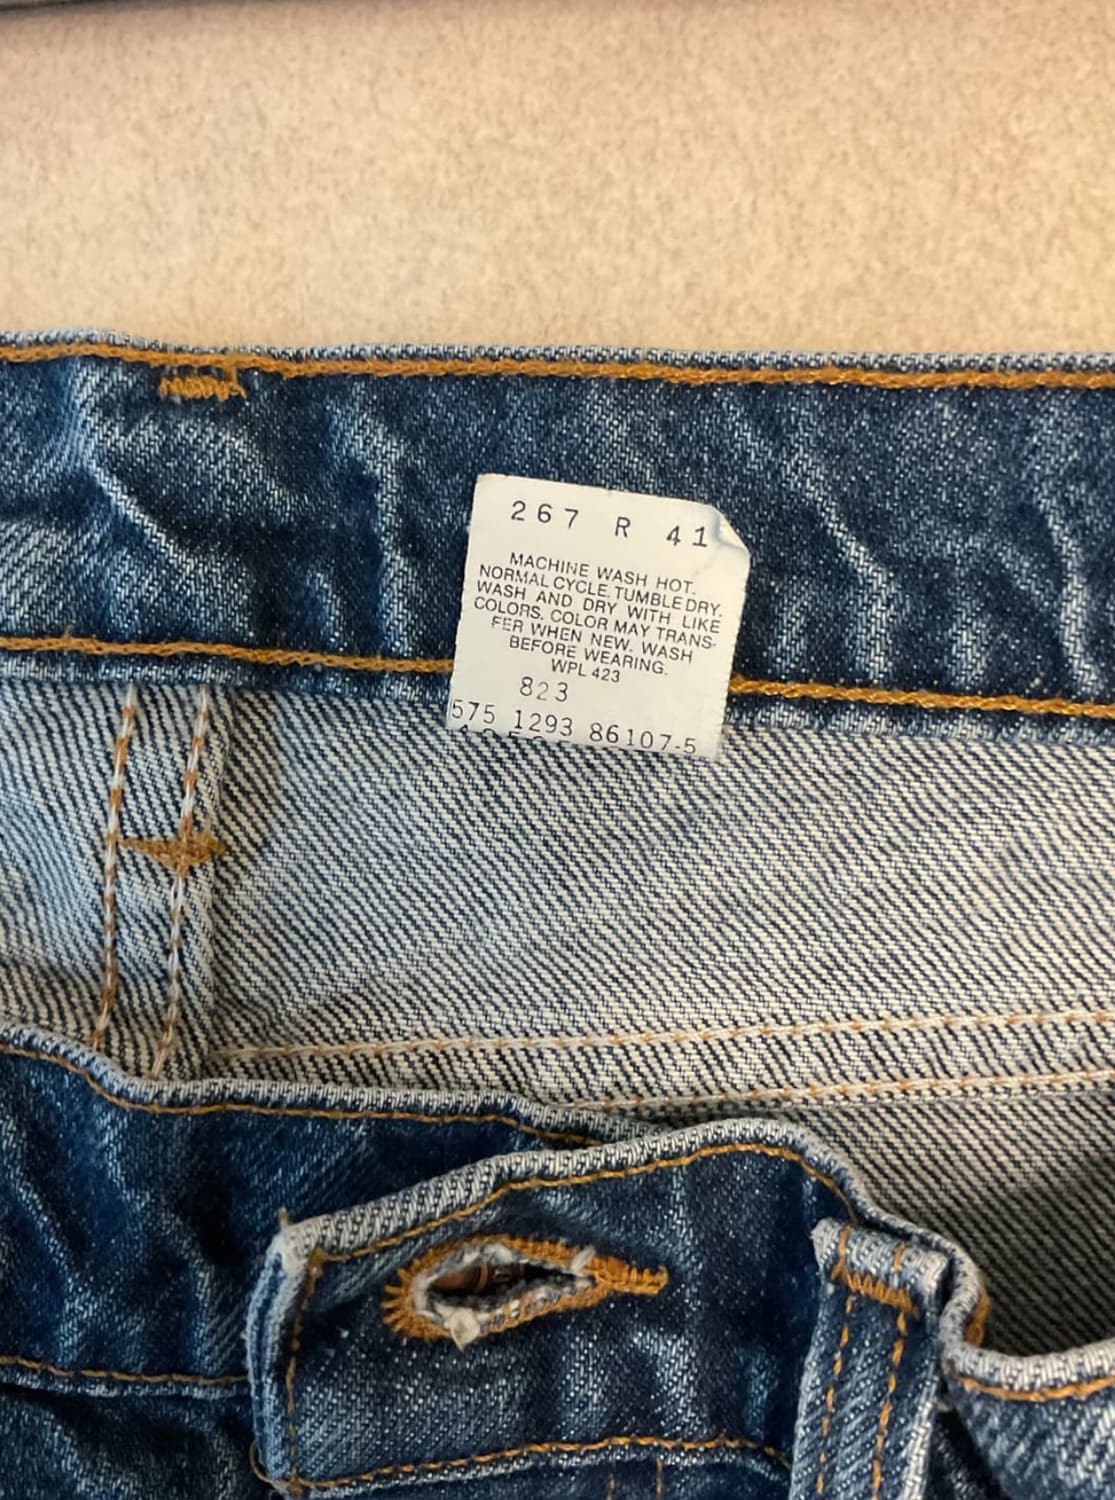 267 R 41
MACHINE WASH HOT.
NORMAL CYCLE. TUMBLE DRY.
WASH AND DRY WITH LIKE
COLORS. COLOR MAY TRANS-
FER WHEN NEW. WASH
BEFORE WEARING.
WPL 423
823
575 1293 86107-5